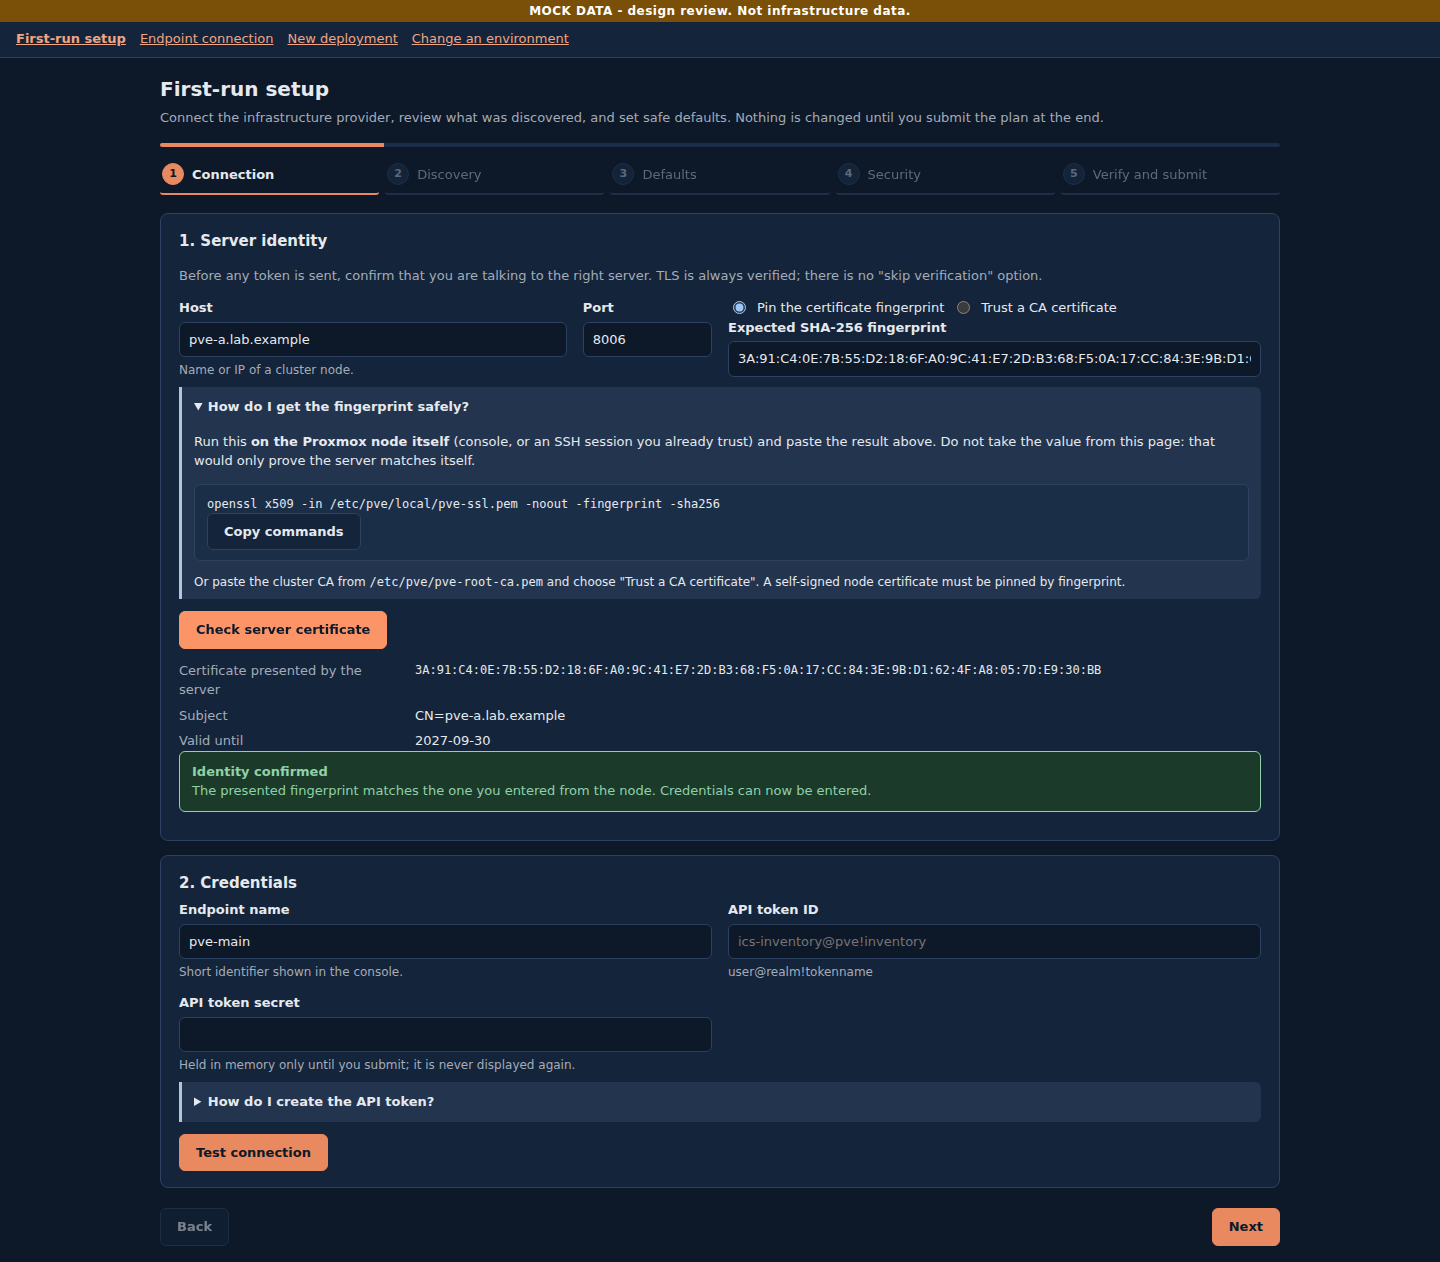 MOCK DATA - design review. Not infrastructure data.
First-run setup Endpoint connection New deployment Change an environment
First-run setup
Connect the infrastructure provider, review what was discovered, and set safe defaults. Nothing is changed until you submit the plan at the end.
1 Connection 2 Discovery 3 Defaults 4 Security 5 Verify and submit
1. Server identity
Before any token is sent, confirm that you are talking to the right server. TLS is always verified; there is no "skip verification" option.
Host Port Pin the certificate fingerprint Trust a CA certificate
Expected SHA-256 fingerprint
pve-a.lab.example 8006 3A:91:C4:0E:7B:55:D2:18:6F:A0:9C:41:E7:2D:B3:68:F5:0A:17:CC:84:3E:9B:D1:
Name or IP of a cluster node.
▼ How do I get the fingerprint safely?
Run this on the Proxmox node itself (console, or an SSH session you already trust) and paste the result above. Do not take the value from this page: that
would only prove the server matches itself.
openssl x509 -in /etc/pve/local/pve-ssl.pem -noout -fingerprint -sha256
Copy commands
Or paste the cluster CA from /etc/pve/pve-root-ca.pem and choose "Trust a CA certificate". A self-signed node certificate must be pinned by fingerprint.
Check server certificate
Certificate presented by the 3A:91:C4:0E:7B:55:D2:18:6F:A0:9C:41:E7:2D:B3:68:F5:0A:17:CC:84:3E:9B:D1:62:4F:A8:05:7D:E9:30:BB
server
Subject CN=pve-a.lab.example
Valid until 2027-09-30
Identity confirmed
The presented fingerprint matches the one you entered from the node. Credentials can now be entered.
2. Credentials
Endpoint name API token ID
pve-main ics-inventory@pve!inventory
Short identifier shown in the console. user@realm!tokenname
API token secret
Held in memory only until you submit; it is never displayed again.
▶ How do I create the API token?
Test connection
Back Next